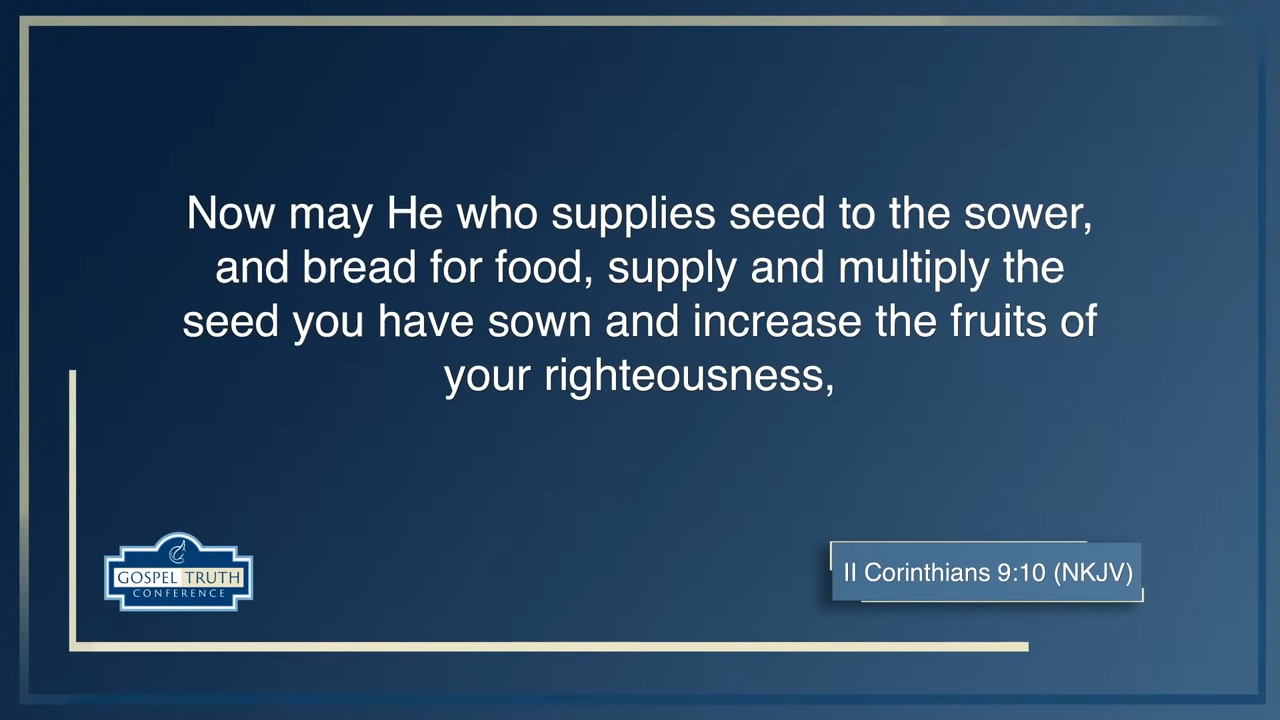 Now may He who supplies seed to the sower,
and bread for food, supply and multiply the
seed you have sown and increase the fruits of
your righteousness,
GOSPEL TRUTH
CONFERENCE
II Corinthians 9:10 (NKJV)